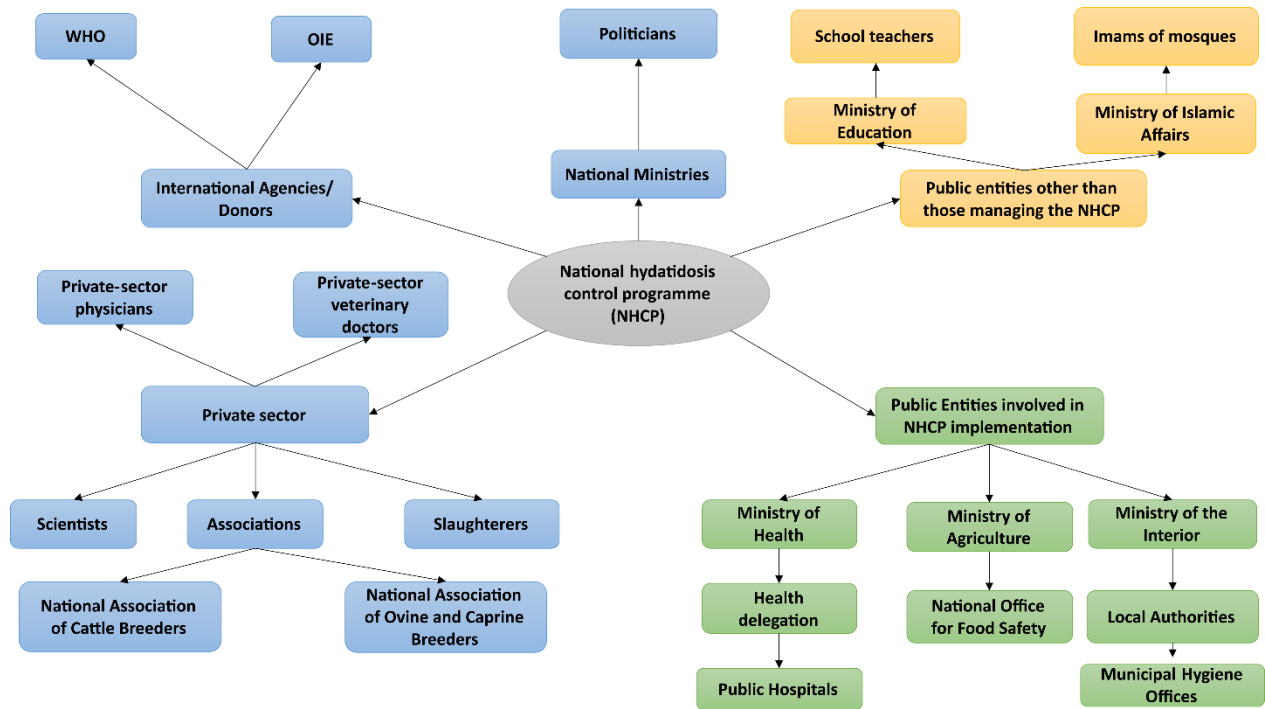 WHO
OIE
Politicians
School teachers
Imams of mosques
Ministry of
Education
Ministry of Islamic
Affairs
International Agencies/
Donors
National Ministries
Public entities other than
those managing the NHCP
National hydatidosis
control programme
(NHCP)
Private-sector
physicians
Private-sector
veterinary
doctors
Private sector
Public Entities involved in
NHCP implementation
Scientists
Associations
Slaughterers
Ministry of
Health
Ministry of
Agriculture
Ministry of the
Interior
National Association
of Cattle Breeders
National Association
of Ovine and Caprine
Breeders
Health
delegation
National Office
for Food Safety
Local Authorities
Public Hospitals
Municipal Hygiene
Offices